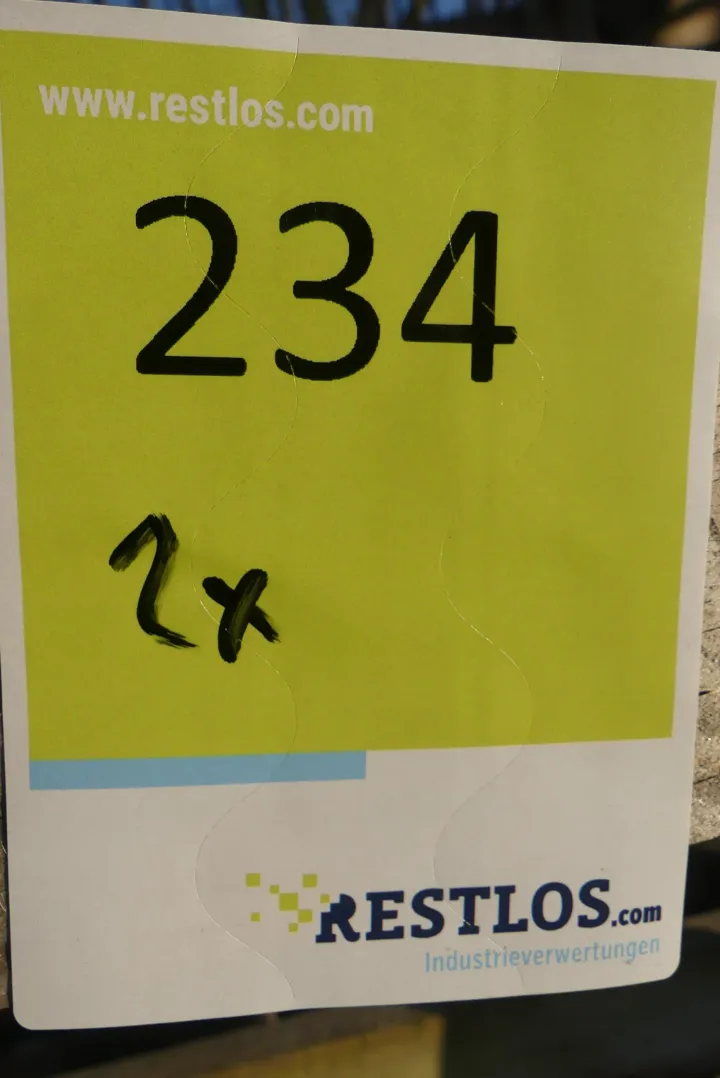 www.restlos.com
234
2x
RESTLOS.com
Industrieverwertungen